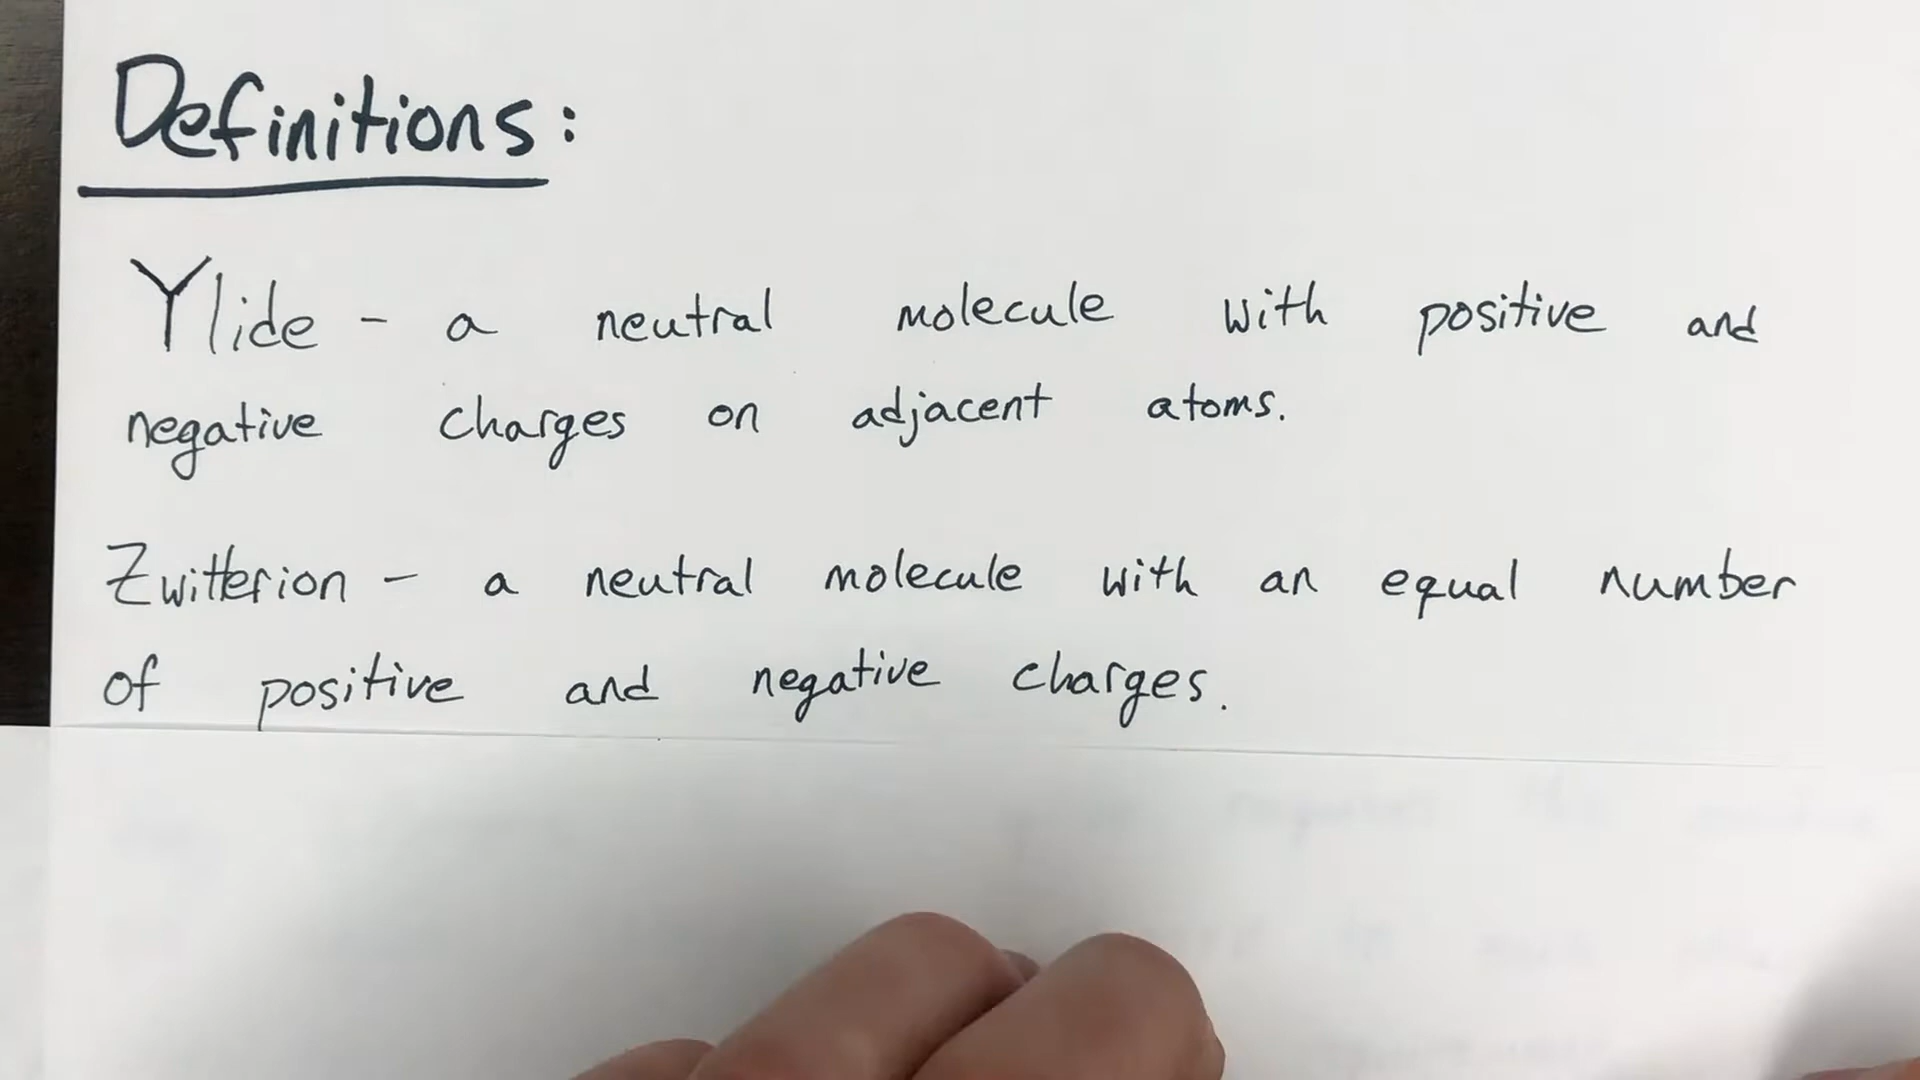 Definitions:
Ylide - a neutral molecule with positive and
negative charges on adjacent atoms.
Zwitterion - a neutral molecule with an equal number
of positive and negative charges.